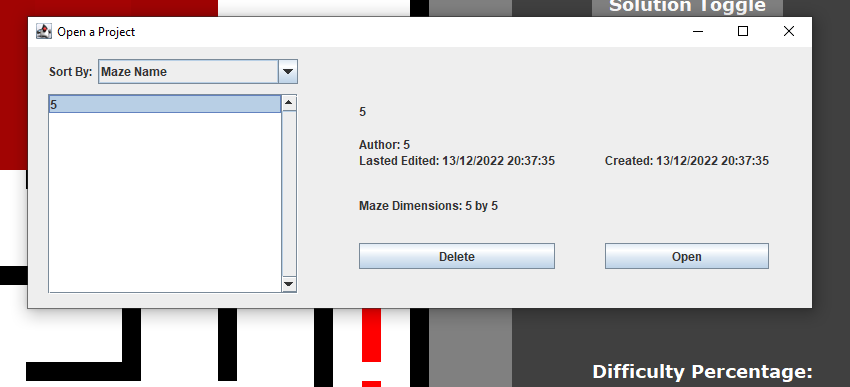 Solution Toggle
Open a Project
Sort By: Maze Name
5
5
Author: 5
Lasted Edited: 13/12/2022 20:37:35 Created: 13/12/2022 20:37:35
Maze Dimensions: 5 by 5
Delete Open
Difficulty Percentage: